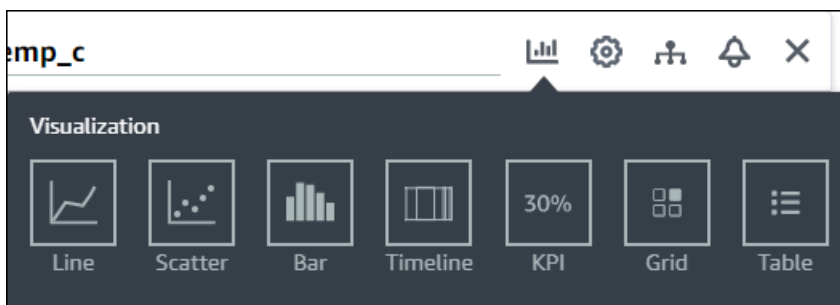 emp_c
Visualization
30%
Line Scatter Bar Timeline KPI Grid Table